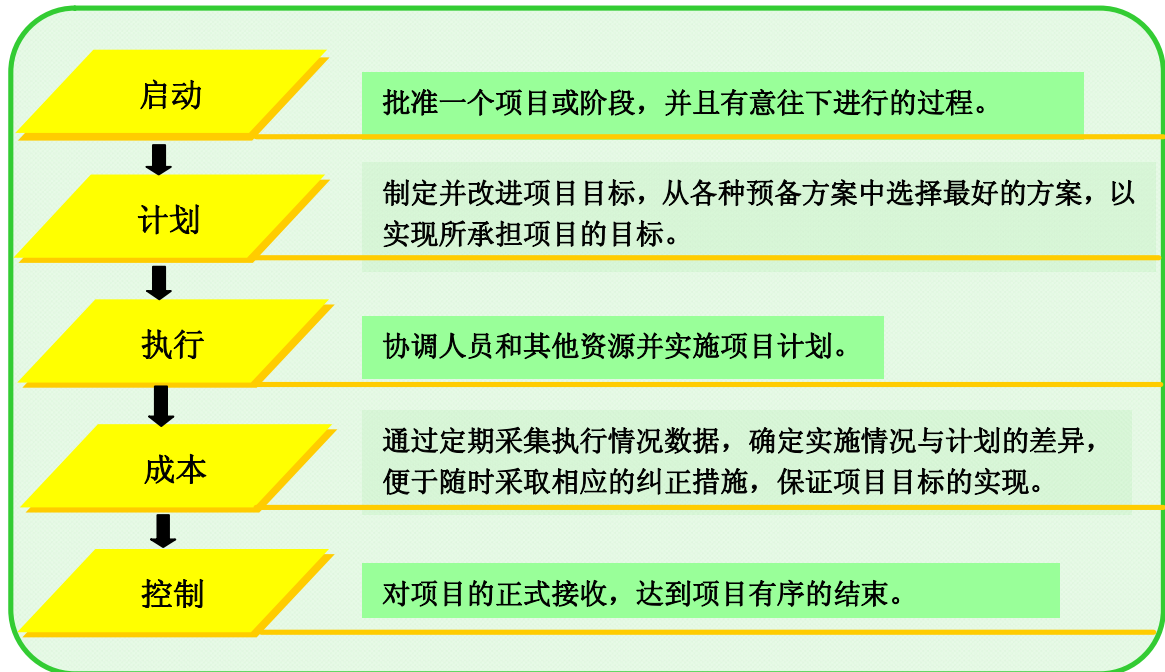 启动
批准一个项目或阶段，并且有意往下进行的过程。
计划
制定并改进项目目标，从各种预备方案中选择最好的方案，以
实现所承担项目的目标。
执行
协调人员和其他资源并实施项目计划。
成本
通过定期采集执行情况数据，确定实施情况与计划的差异，
便于随时采取相应的纠正措施，保证项目目标的实现。
控制
对项目的正式接收，达到项目有序的结束。